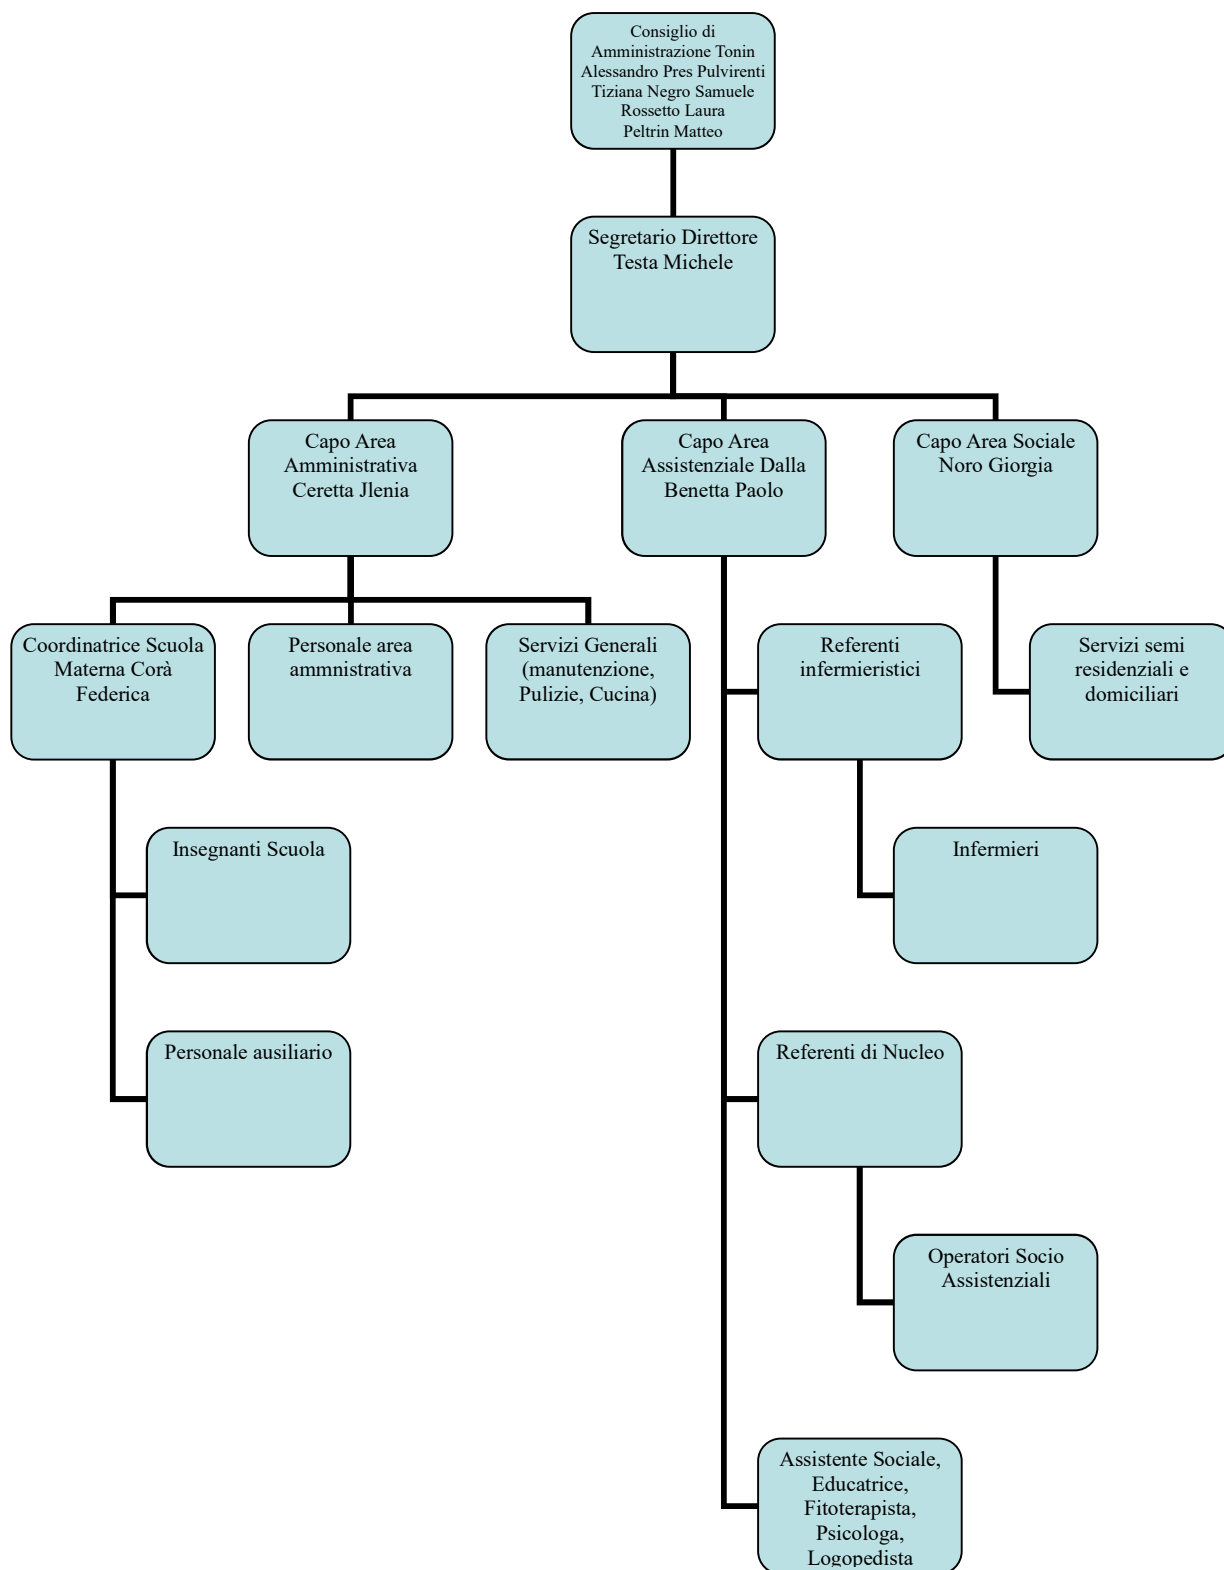 Consiglio di
Amministrazione Tonin
Alessandro Pres Pulvirenti
Tiziana Negro Samuele
Rossetto Laura
Peltrin Matteo
Segretario Direttore
Testa Michele
Capo Area
Amministrativa
Ceretta Jlenia
Capo Area
Assistenziale Dalla
Benetta Paolo
Capo Area Sociale
Noro Giorgia
Coordinatrice Scuola
Materna Corà
Federica
Personale area
ammnistrativa
Servizi Generali
(manutenzione,
Pulizie, Cucina)
Referenti
infermieristici
Servizi semi
residenziali e
domiciliari
Insegnanti Scuola
Infermieri
Personale ausiliario
Referenti di Nucleo
Operatori Socio
Assistenziali
Assistente Sociale,
Educatrice,
Fitoterapista,
Psicologa,
Logopedista